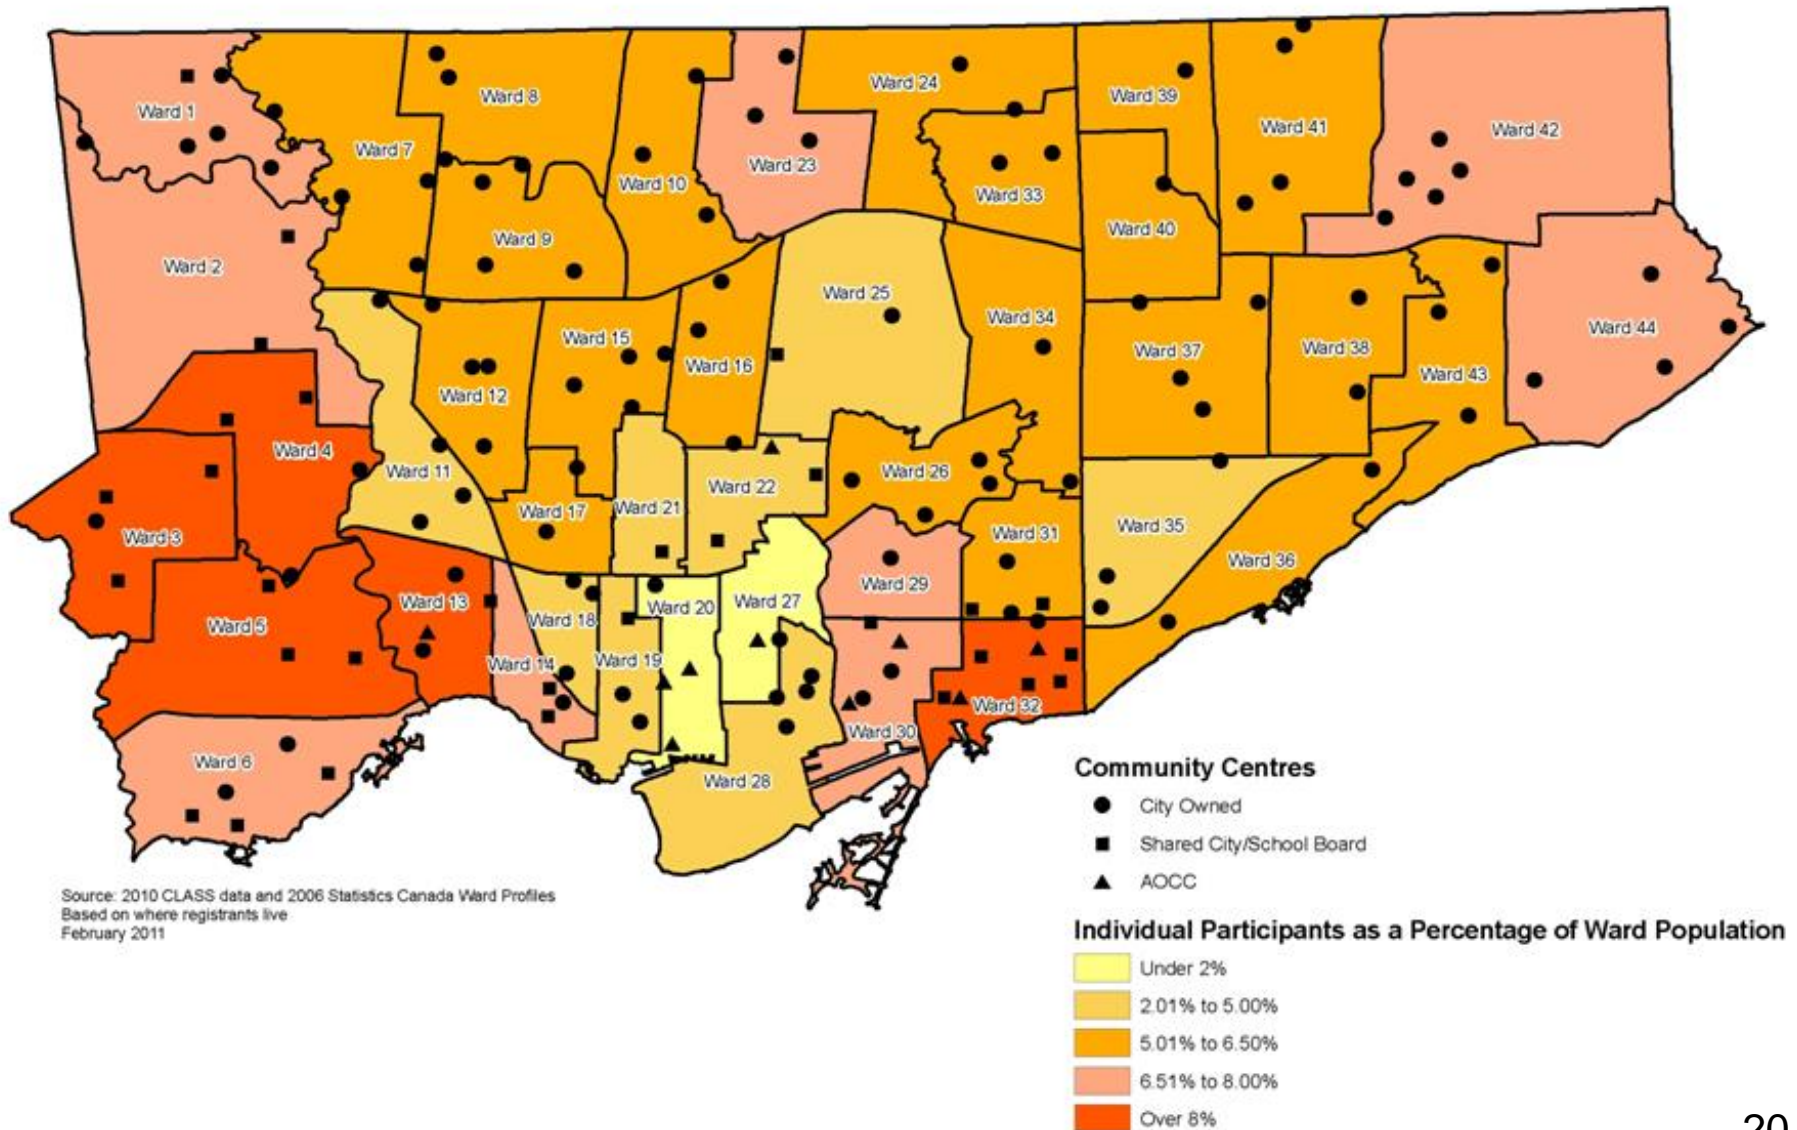 Ward 1
Ward 7
Ward 8
Ward 10
Ward 23
Ward 24
Ward 33
Ward 39
Ward 41
Ward 42
Ward 2
Ward 9
Ward 40
Ward 25
Ward 34
Ward 44
Ward 15
Ward 16
Ward 12
Ward 37
Ward 38
Ward 43
Ward 4
Ward 11
Ward 22
Ward 26
Ward 3
Ward 17
Ward 21
Ward 31
Ward 35
Ward 36
Ward 29
Ward 5
Ward 13
Ward 18
Ward 20
Ward 27
Ward 14
Ward 19
Ward 32
Ward 30
Ward 6
Ward 28
Community Centres
City Owned
Shared City/School Board
AOCC
Source: 2010 CLASS data and 2006 Statistics Canada Ward Profiles
Based on where registrants live
February 2011
Individual Participants as a Percentage of Ward Population
Under 2%
2.01% to 5.00%
5.01% to 6.50%
6.51% to 8.00%
Over 8%
20